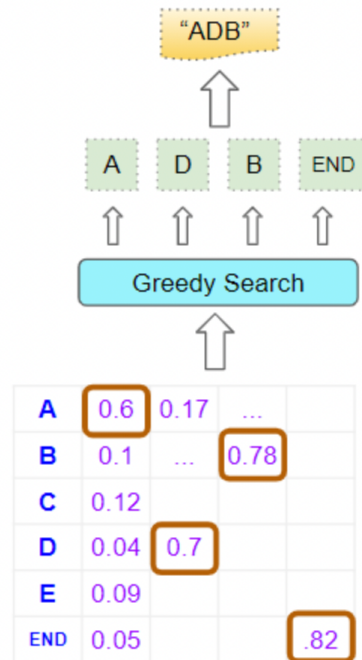 “ADB”
A D B END
Greedy Search
A 0.6 0.17 ...
B 0.1 ... 0.78
C 0.12
D 0.04 0.7
E 0.09
END 0.05 .82